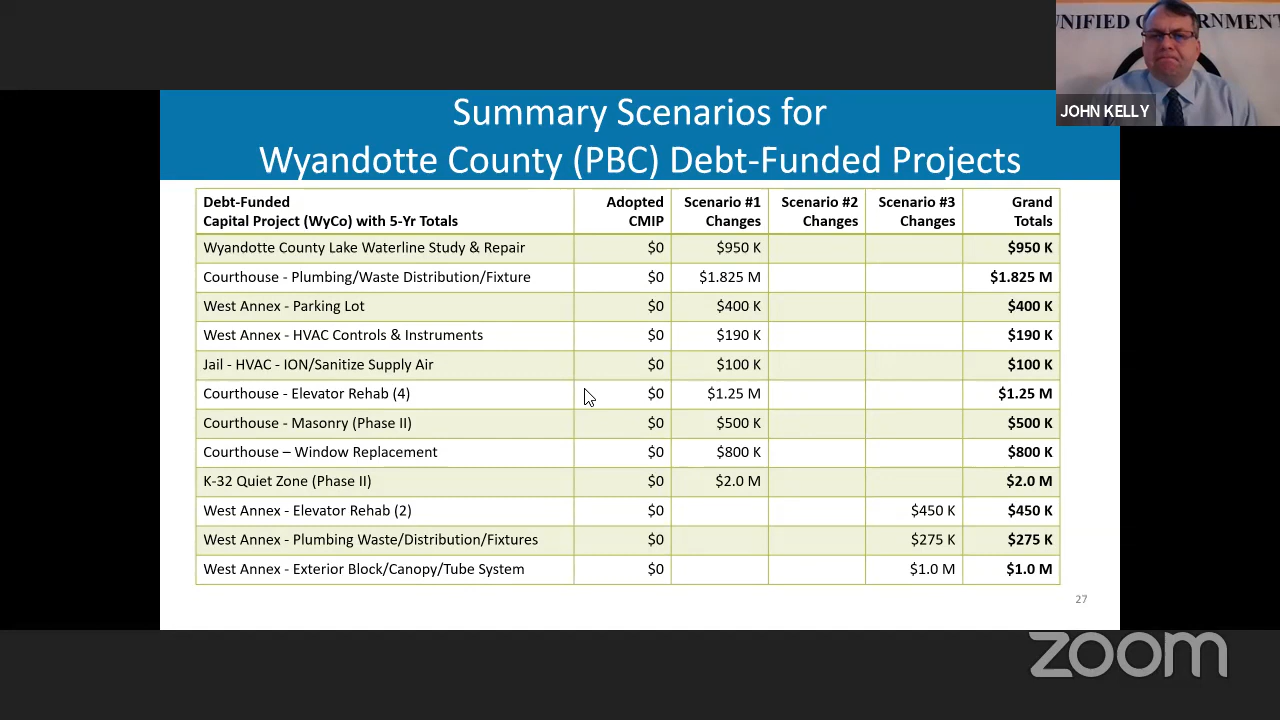 UNIFIED GOVERNMENT
JOHN KELLY
Summary Scenarios for
Wyandotte County (PBC) Debt-Funded Projects
Debt-Funded
Capital Project (WyCo) with 5-Yr Totals
Adopted
CMIP
Scenario #1
Changes
Scenario #2
Changes
Scenario #3
Changes
Grand
Totals
Wyandotte County Lake Waterline Study & Repair $0 $950 K $950 K
Courthouse - Plumbing/Waste Distribution/Fixture $0 $1.825 M $1.825 M
West Annex - Parking Lot $0 $400 K $400 K
West Annex - HVAC Controls & Instruments $0 $190 K $190 K
Jail - HVAC - ION/Sanitize Supply Air $0 $100 K $100 K
Courthouse - Elevator Rehab (4) $0 $1.25 M $1.25 M
Courthouse - Masonry (Phase II) $0 $500 K $500 K
Courthouse – Window Replacement $0 $800 K $800 K
K-32 Quiet Zone (Phase II) $0 $2.0 M $2.0 M
West Annex - Elevator Rehab (2) $0 $450 K $450 K
West Annex - Plumbing Waste/Distribution/Fixtures $0 $275 K $275 K
West Annex - Exterior Block/Canopy/Tube System $0 $1.0 M $1.0 M
27
zoom